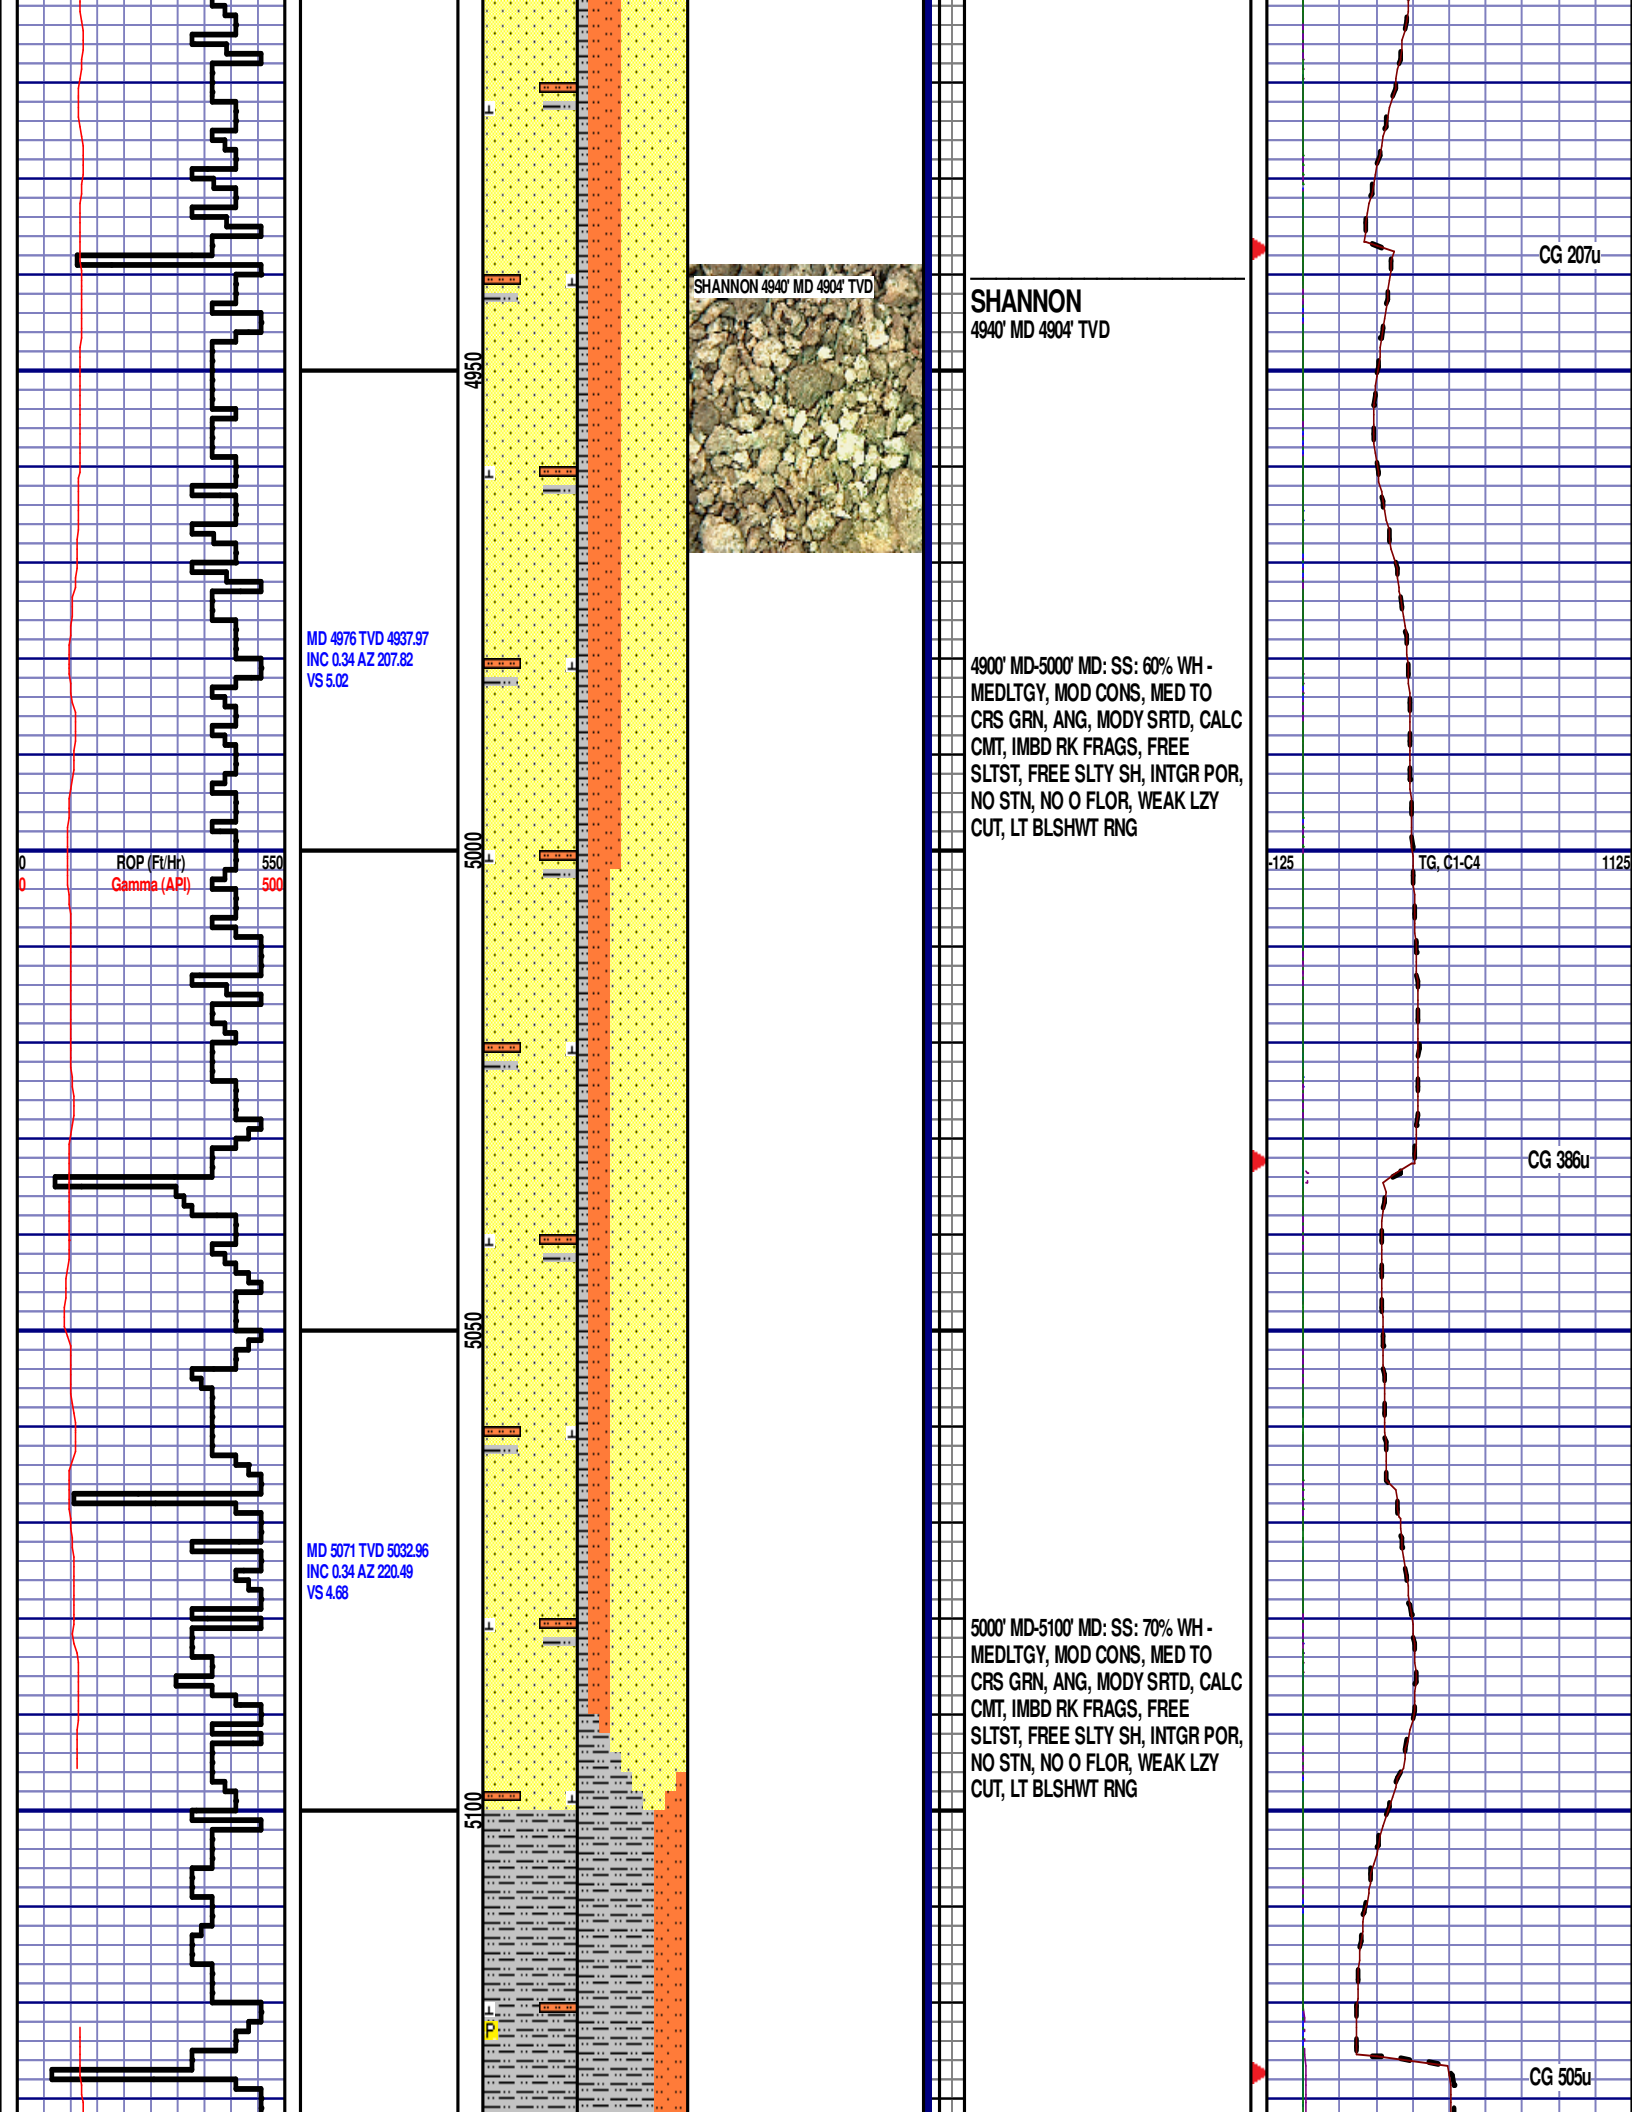 CG 207u
SHANNON 4940' MD 4904' TVD
SHANNON
4940' MD 4904' TVD
4950
MD 4976 TVD 4937.97
INC 0.34 AZ 207.82
VS 5.02
4900' MD-5000' MD: SS: 60% WH -
MEDLTGY, MOD CONS, MED TO
CRS GRN, ANG, MODY SRTD, CALC
CMT, IMBD RK FRAGS, FREE
SLTST, FREE SLTY SH, INTGR POR,
NO STN, NO O FLOR, WEAK LZY
CUT, LT BLSHWT RNG
5000
0 ROP (Ft/Hr) 550
0 Gamma (API) 500
-125 TG, C1-C4 1125
CG 386u
5050
MD 5071 TVD 5032.96
INC 0.34 AZ 220.49
VS 4.68
5000' MD-5100' MD: SS: 70% WH -
MEDLTGY, MOD CONS, MED TO
CRS GRN, ANG, MODY SRTD, CALC
CMT, IMBD RK FRAGS, FREE
SLTST, FREE SLTY SH, INTGR POR,
NO STN, NO O FLOR, WEAK LZY
CUT, LT BLSHWT RNG
5100
P
CG 505u